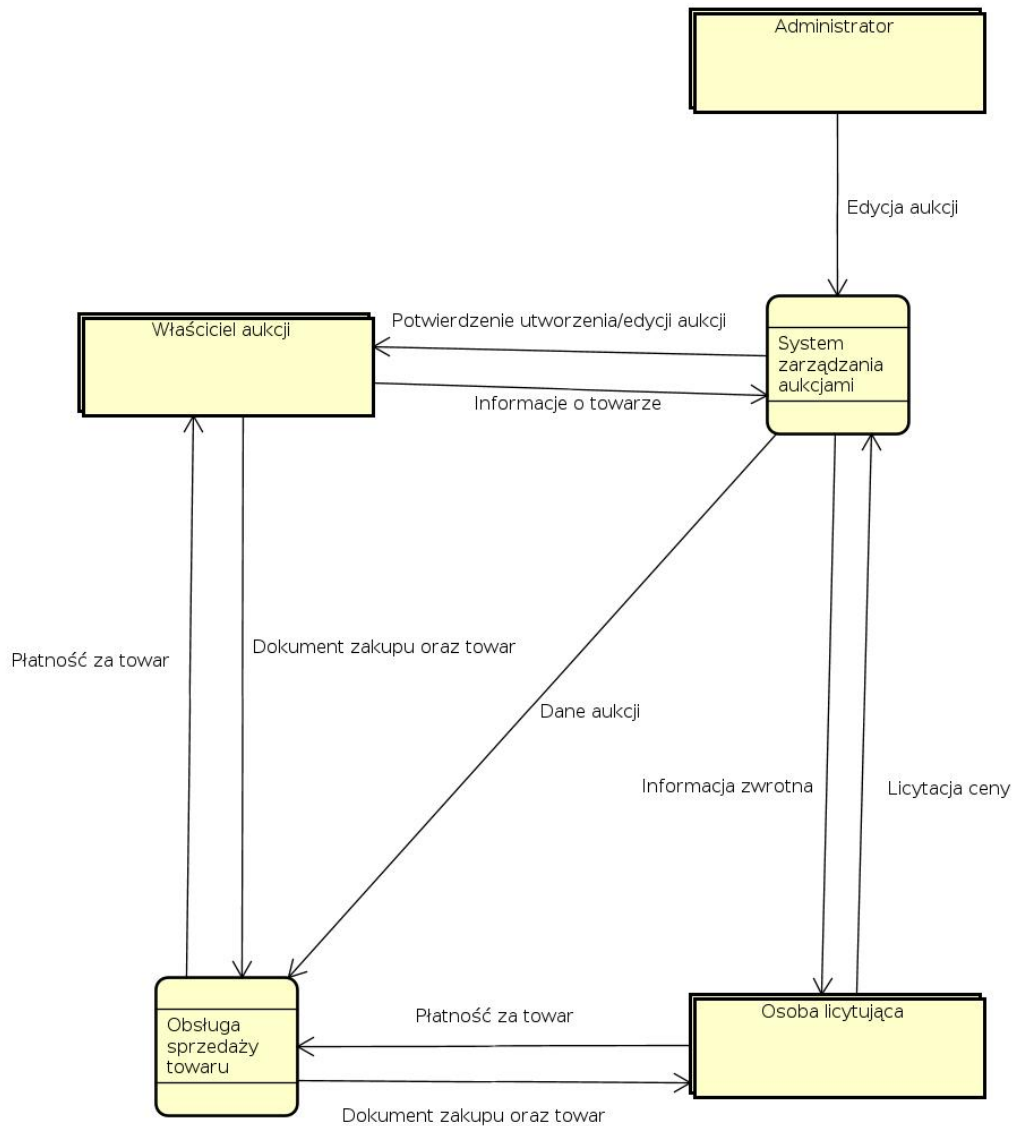 Administrator
Edycja aukcji
Właściciel aukcji
Potwierdzenie utworzenia/edycji aukcji
System
zarządzania
aukcjami
Informacje o towarze
Płatność za towar
Dokument zakupu oraz towar
Dane aukcji
Informacja zwrotna
Licytacja ceny
Obsługa
sprzedaży
towaru
Płatność za towar
Osoba licytująca
Dokument zakupu oraz towar